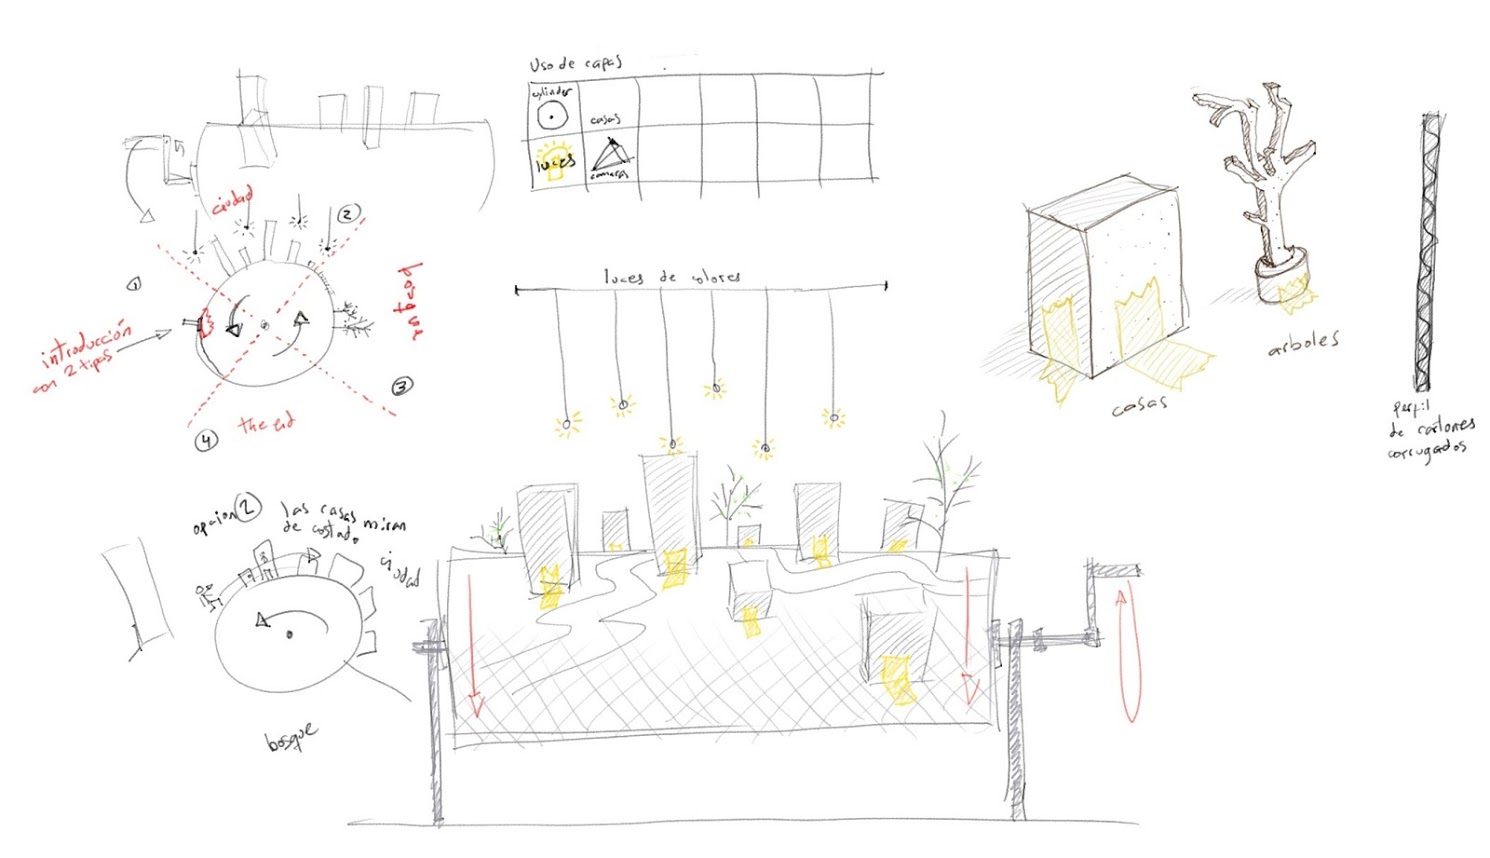 Uso de capas
cylinder
casas
luces
camaras
ciudad
2
1
bosque
introducción
con 2 tipos
3
4
the end
luces de colores
casas
arboles
perfil
de cartones
corrugados
opcion 2
las casas miran
de costado
ciudad
bosque